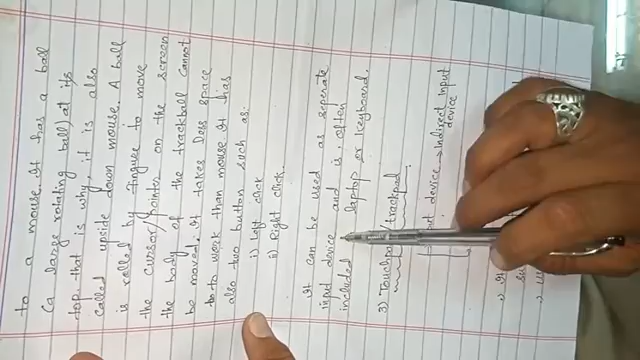 to a mouse. It has a ball
(a large rotating ball) at its
top that is why, it is also
called upside down mouse. A ball
is rolled by finguer to move
the cursor/pointer on the screen
the body of the trackball cannot
be moved. It takes less space
to work than mouse. It has
also two button such as:
i) Left click
ii) Right click.
It can be used as seperate
input device and is often
included laptop or keyboard.
3) Touchpad/trackpad
device → Indirect input
device